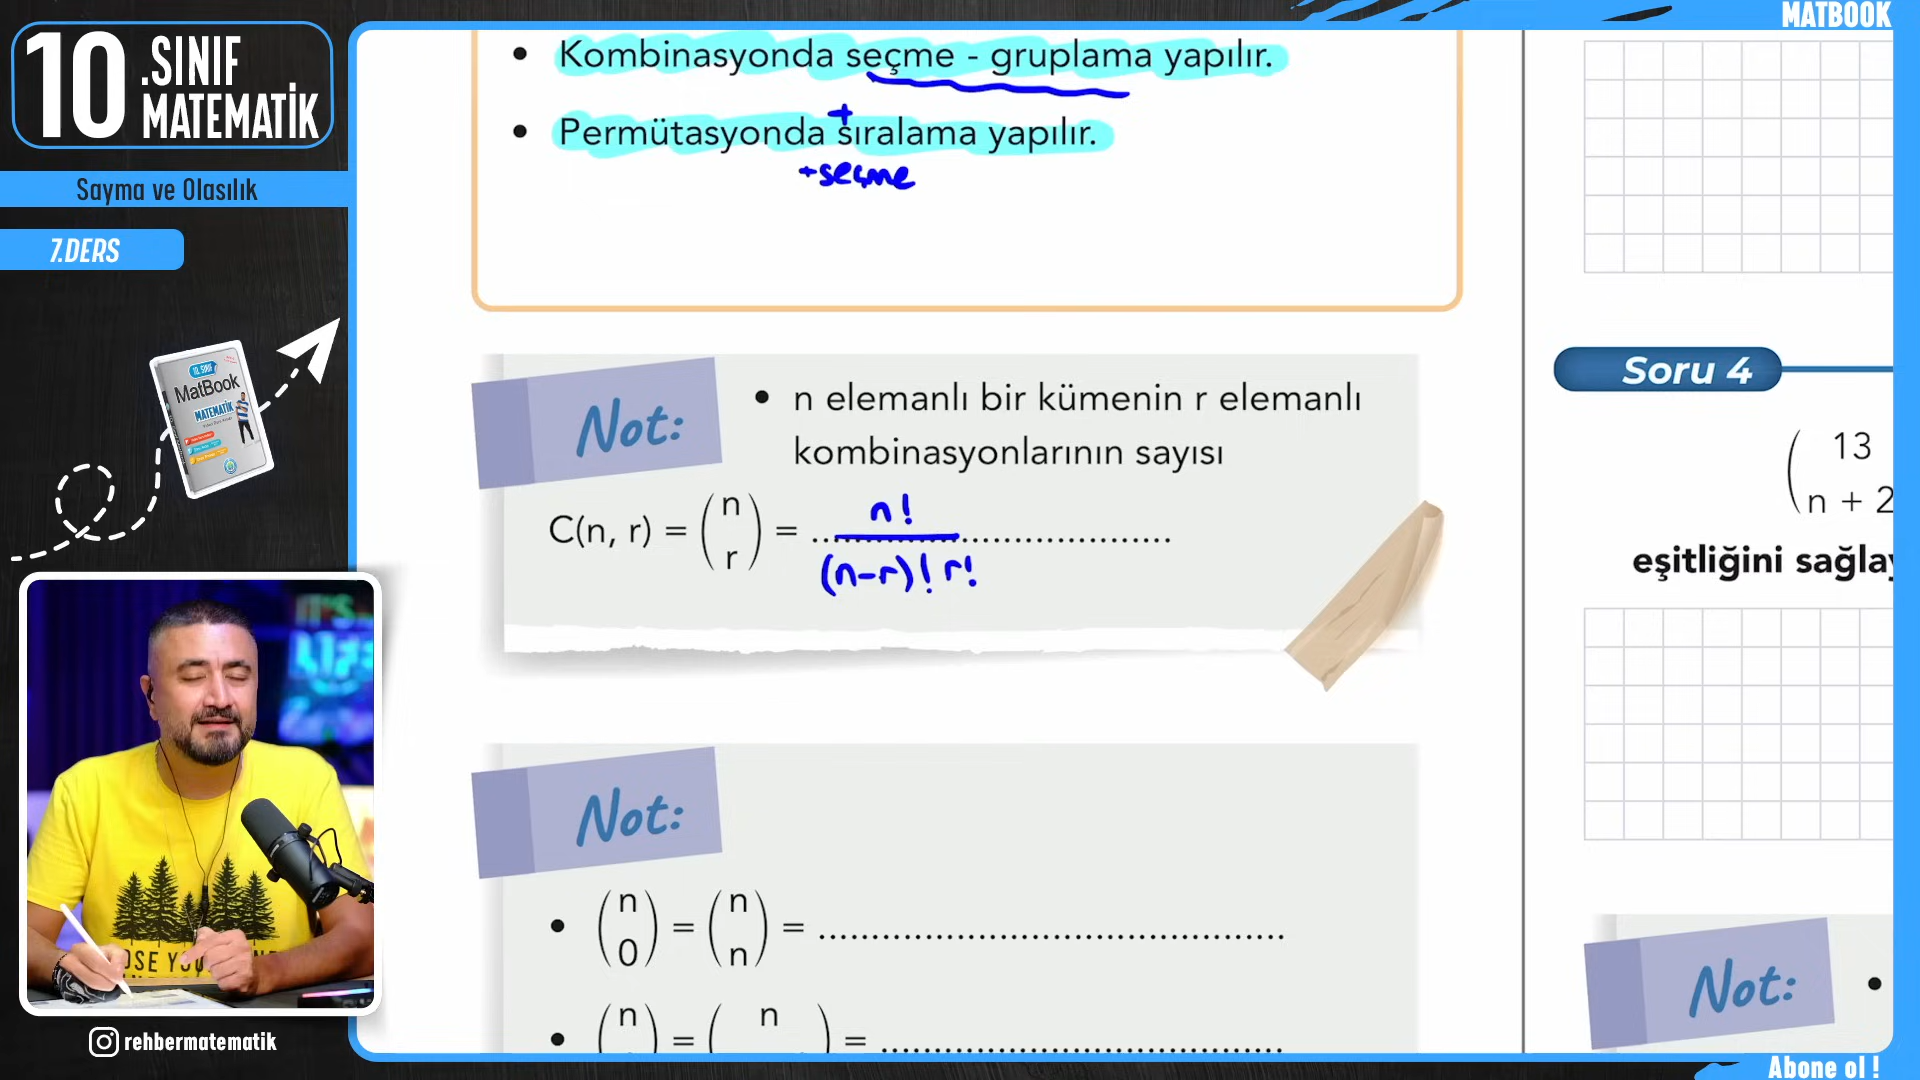 MATBOOK
10
.SINIF
MATEMATİK
Sayma ve Olasılık
7.DERS
10. SINIF
MatBook
MATEMATİK
• Kombinasyonda seçme - gruplama yapılır.
+
• Permütasyonda sıralama yapılır.
+seçme
Not:
• n elemanlı bir kümenin r elemanlı
kombinasyonlarının sayısı
C(n, r) = (n r) = n! / (n-r)! r!
Not:
• (n 0) = (n n) = ........................................
• (n = ( n ) = ........................................
Soru 4
( 13
n + 2
eşitliğini sağla
Not: •
rehbermatematik
Abone ol !